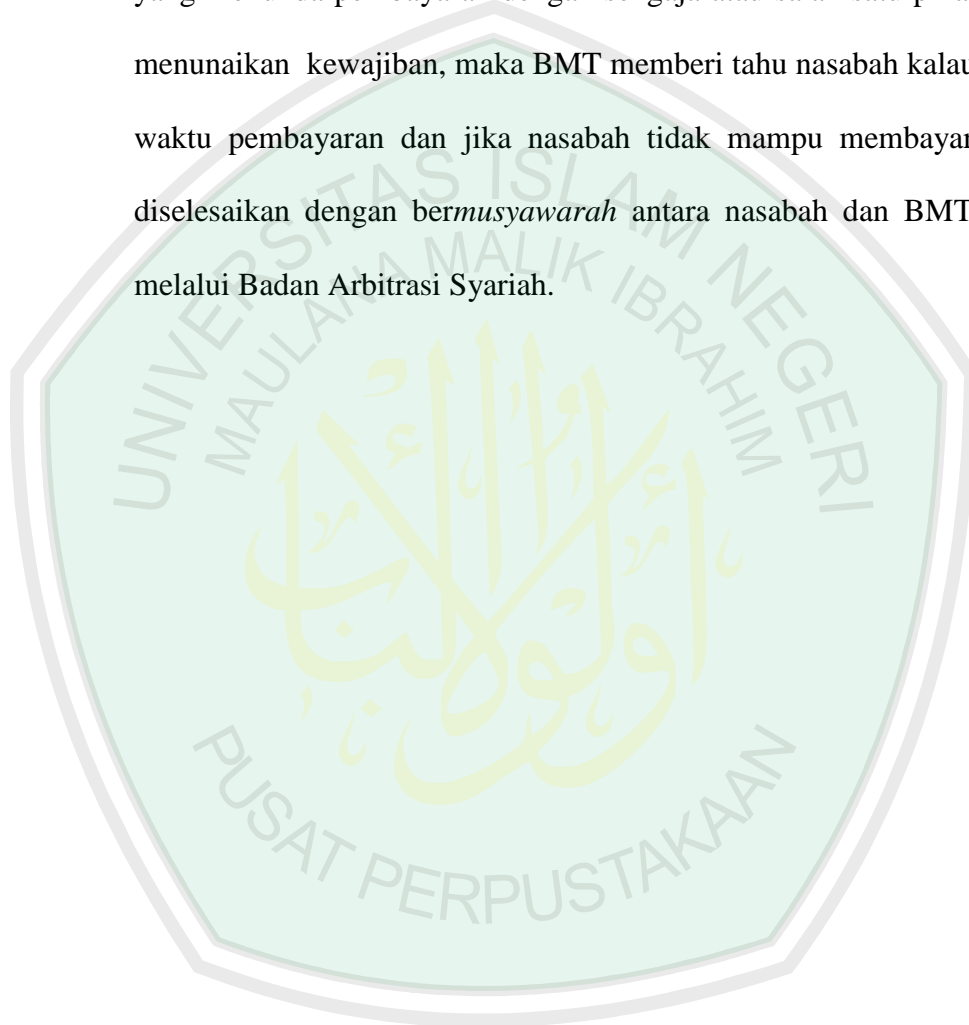 menunaikan kewajiban, maka BMT memberi tahu nasabah kalau
waktu pembayaran dan jika nasabah tidak mampu membayar
diselesaikan dengan bermusyawarah antara nasabah dan BMT
melalui Badan Arbitrasi Syariah.
UNIVERSITAS ISLAM NEGERI
MAULANA MALIK IBRAHIM
PUSAT PERPUSTAKAAN